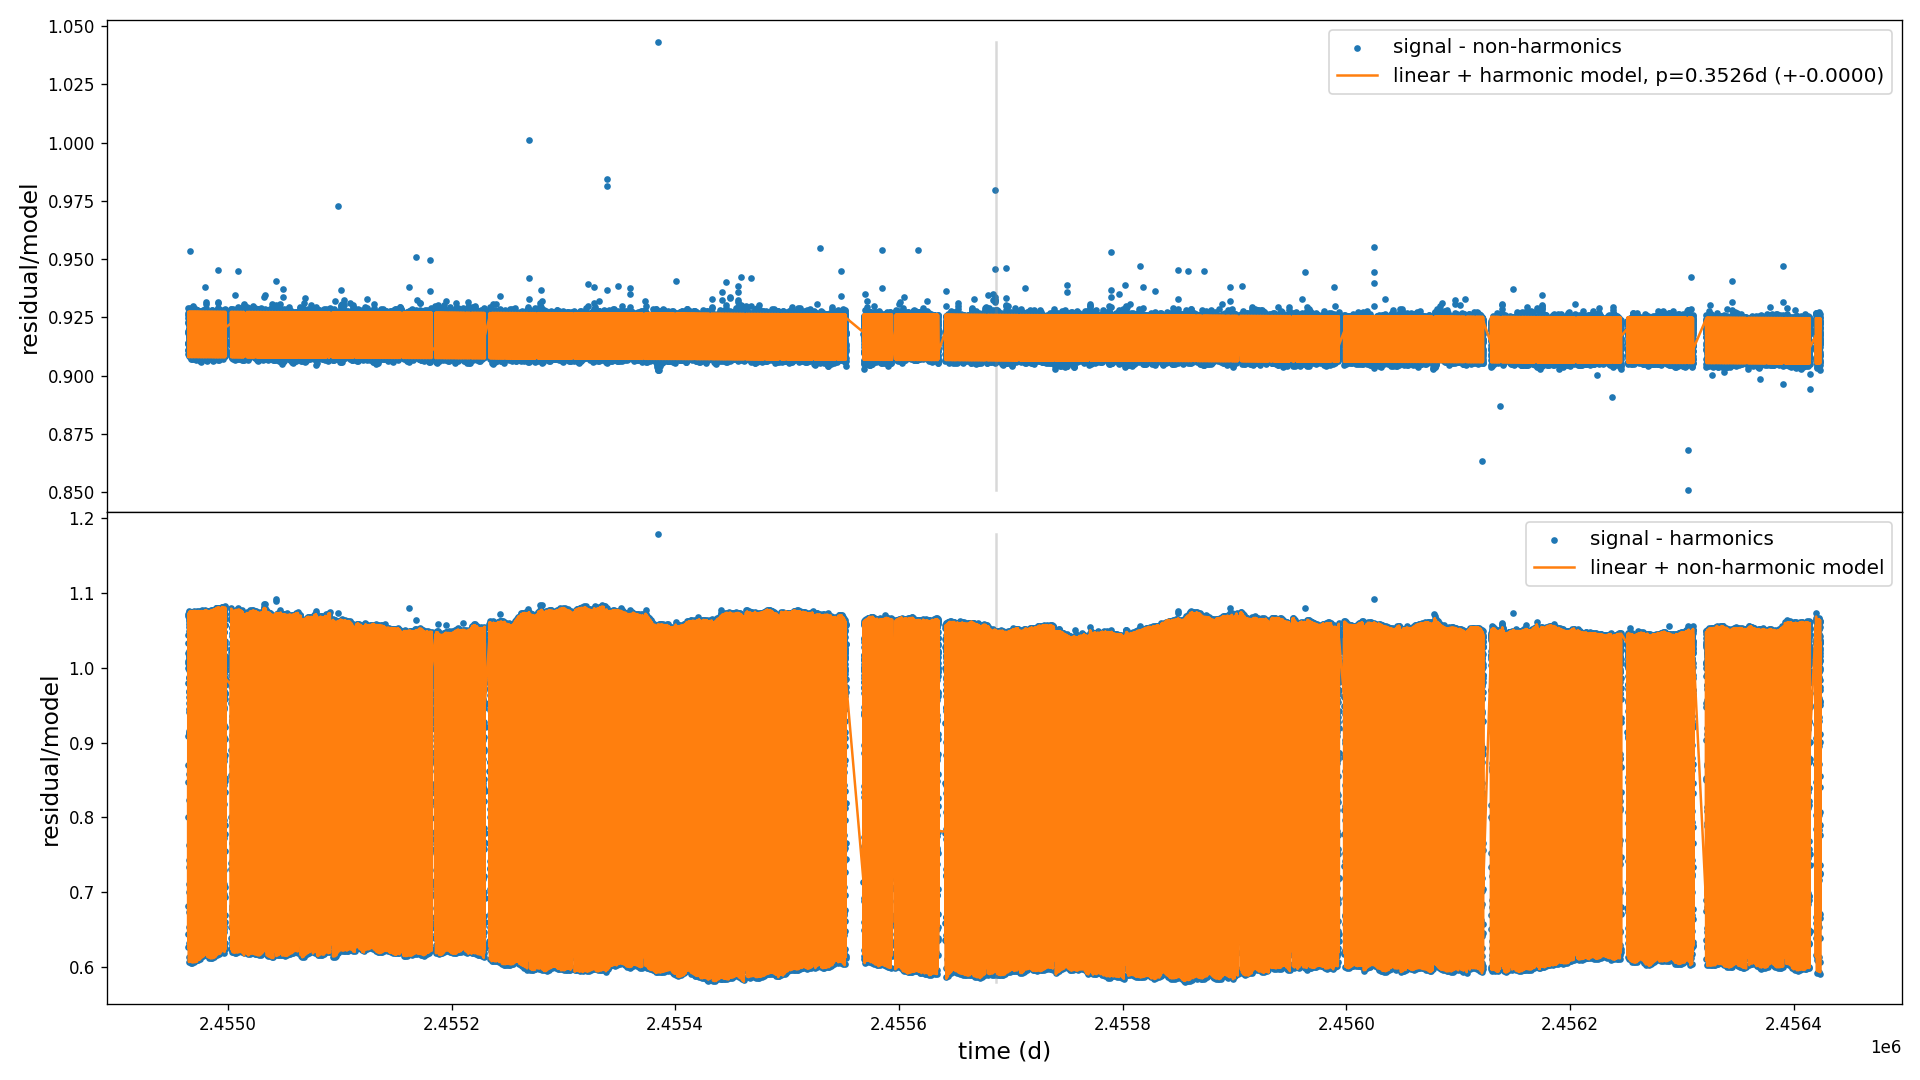 1.050
1.025
1.000
0.975
0.950
0.925
0.900
0.875
0.850
residual/model
signal - non-harmonics
linear + harmonic model, p=0.3526d (+-0.0000)
1.2
1.1
1.0
0.9
0.8
0.7
0.6
residual/model
signal - harmonics
linear + non-harmonic model
2.4550 2.4552 2.4554 2.4556 2.4558 2.4560 2.4562 2.4564
1e6
time (d)